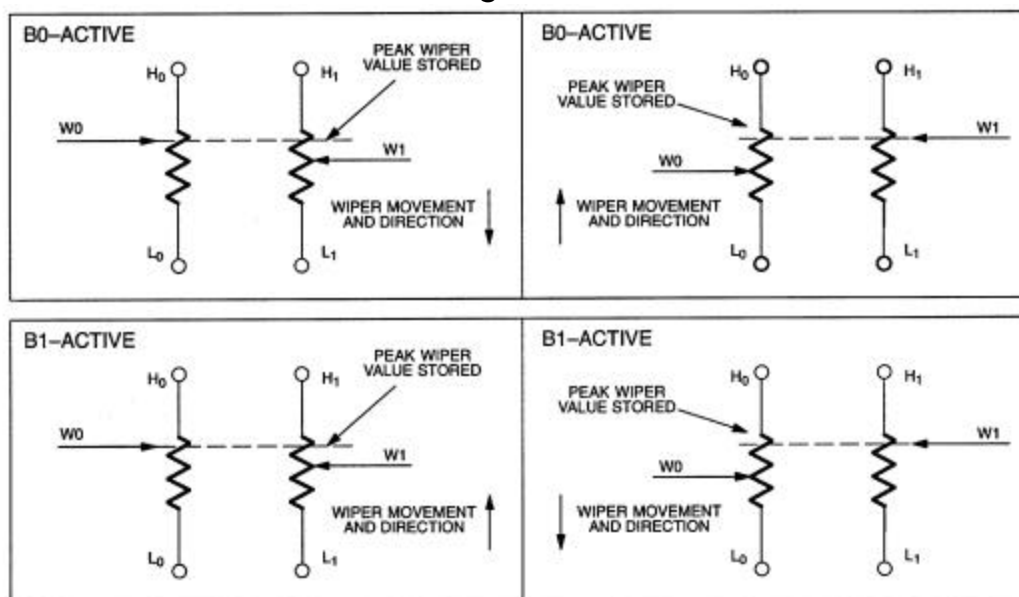 B0–ACTIVE
H0
H1
PEAK WIPER
VALUE STORED
W0
W1
WIPER MOVEMENT
AND DIRECTION
L0
L1
B0–ACTIVE
H0
H1
PEAK WIPER
VALUE STORED
W1
W0
WIPER MOVEMENT
AND DIRECTION
L0
L1
B1–ACTIVE
H0
H1
PEAK WIPER
VALUE STORED
W0
W1
WIPER MOVEMENT
AND DIRECTION
L0
L1
B1–ACTIVE
H0
H1
PEAK WIPER
VALUE STORED
W1
W0
WIPER MOVEMENT
AND DIRECTION
L0
L1